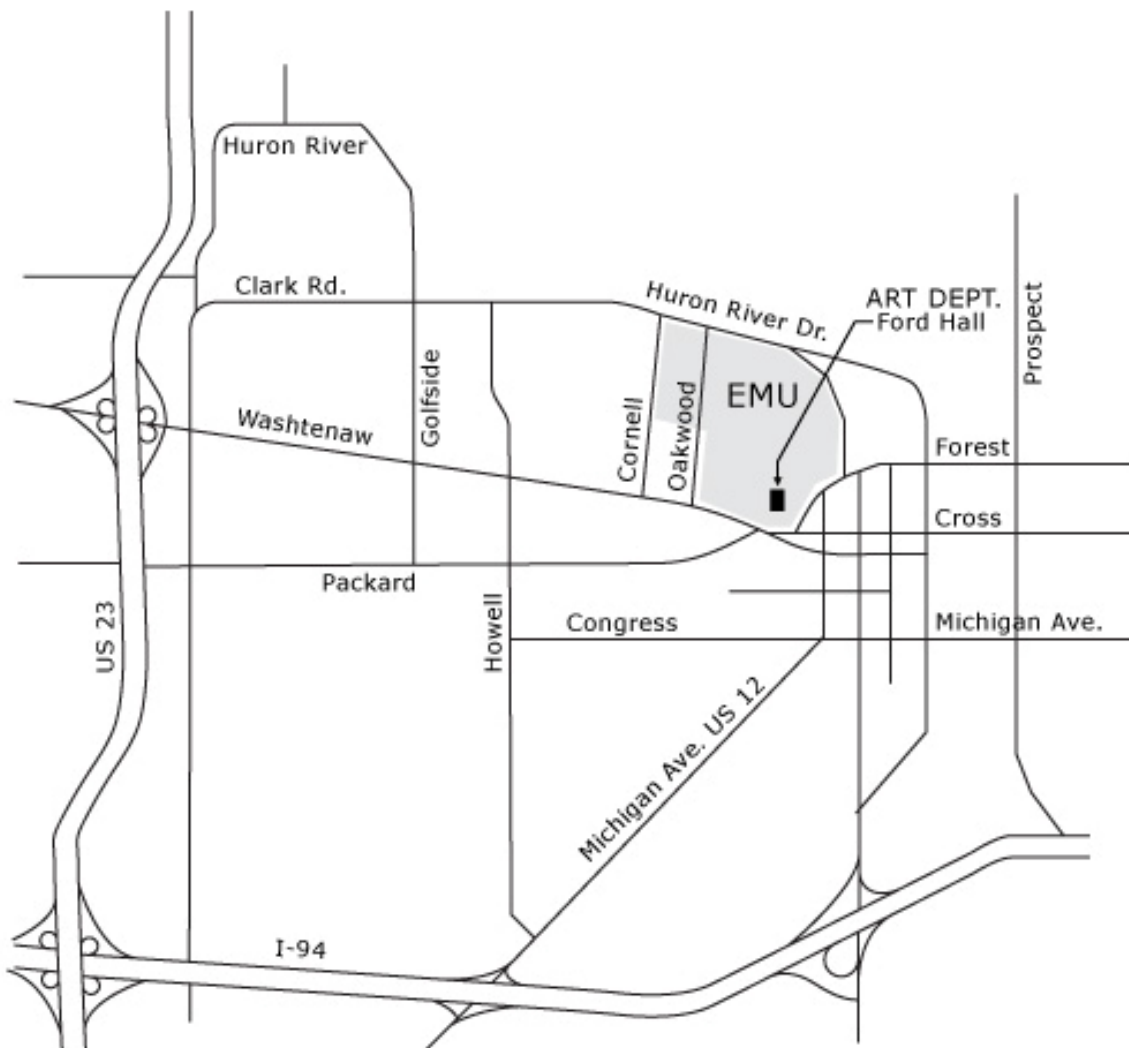 Huron River
Clark Rd.
Huron River Dr.
ART DEPT.
Ford Hall
Prospect
Golfside
EMU
Washtenaw
Cornell
Oakwood
Forest
Cross
Packard
US 23
Howell
Congress
Michigan Ave.
Michigan Ave. US 12
I-94